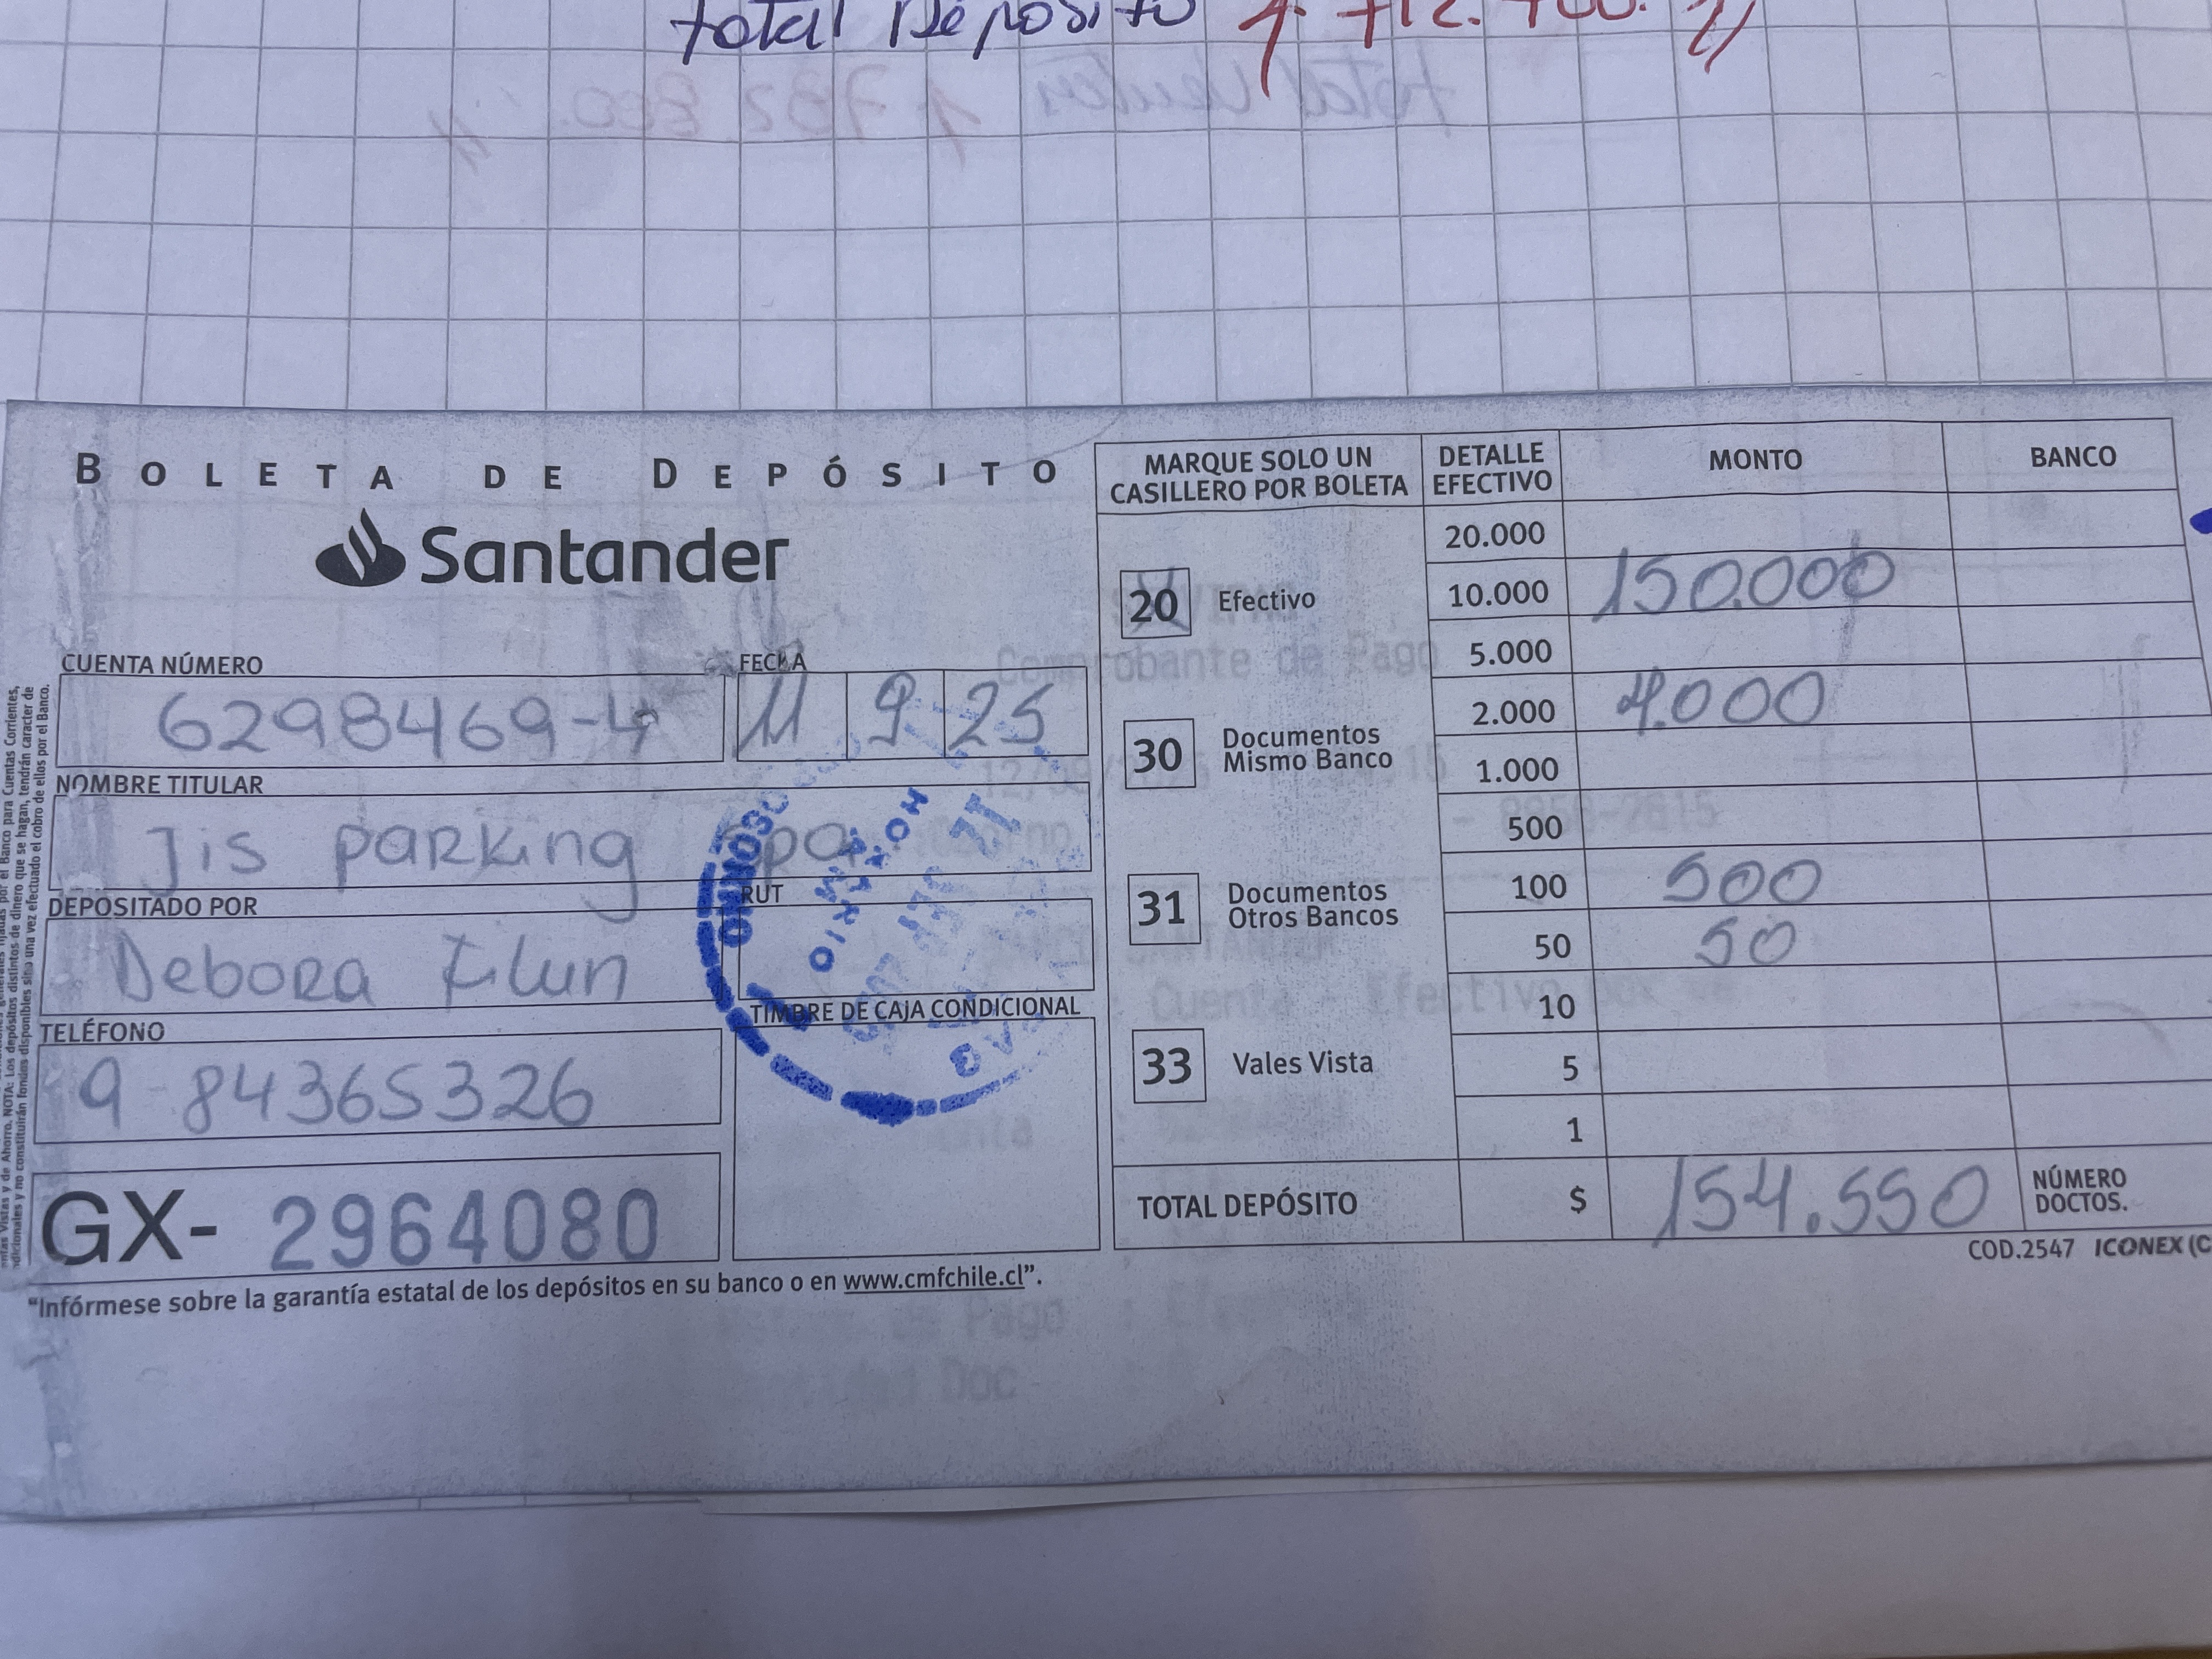 total Deposito
BOLETA DE DEPÓSITO
Santander
CUENTA NÚMERO
6298469-4
FECHA
11 9 25
NOMBRE TITULAR
Jis parking spa
DEPOSITADO POR
Debora Filun
RUT
TELÉFONO
9-84365326
TIMBRE DE CAJA CONDICIONAL
GX- 2964080
"Infórmese sobre la garantía estatal de los depósitos en su banco o en www.cmfchile.cl".
MARQUE SOLO UN
CASILLERO POR BOLETA
DETALLE
EFECTIVO
MONTO
BANCO
20 Efectivo
30 Documentos
Mismo Banco
31 Documentos
Otros Bancos
33 Vales Vista
20.000
10.000 150.000
5.000
2.000 4.000
1.000
500
100 500
50 50
10
5
1
TOTAL DEPÓSITO $ 154.550
NÚMERO
DOCTOS.
COD.2547 ICONEX (C